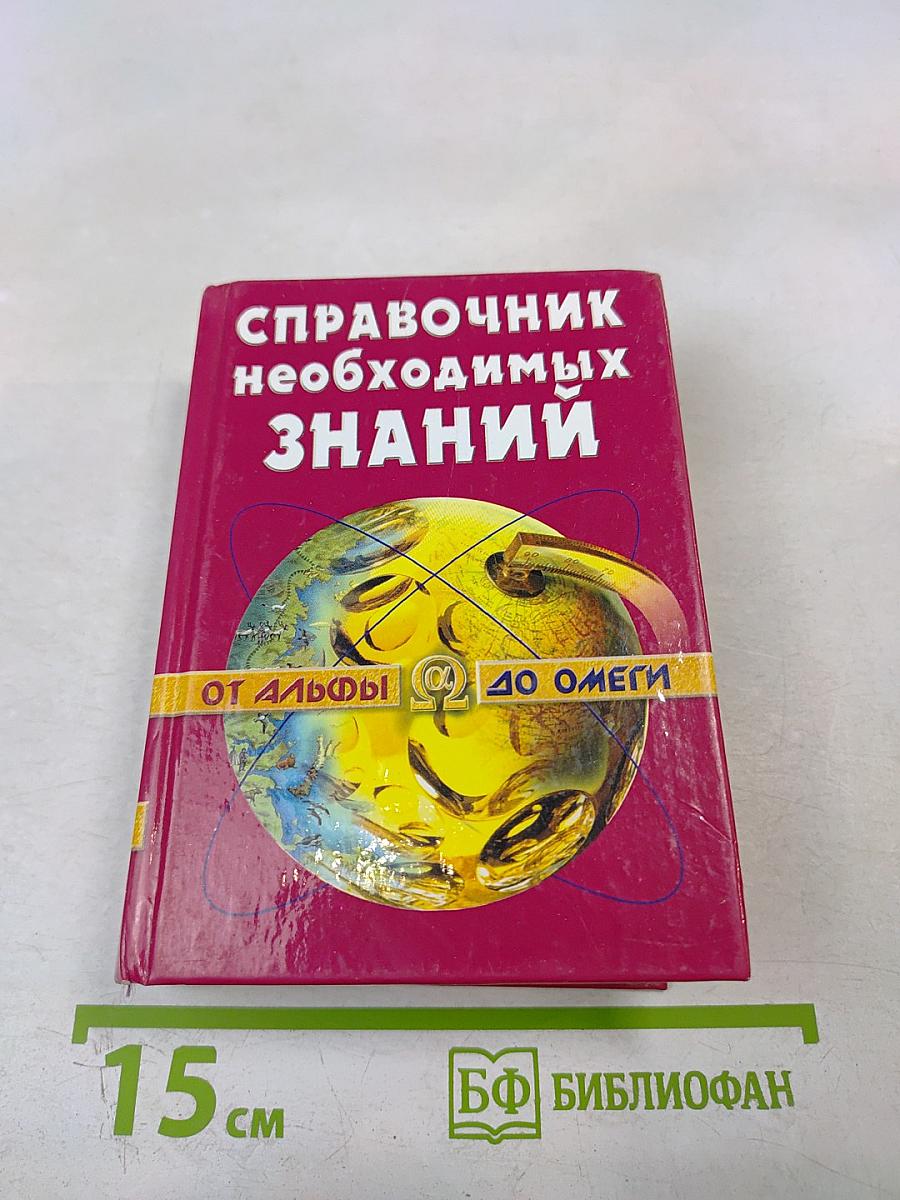 СПРАВОЧНИК
необходимых
ЗНАНИЙ
ОТ АЛЬФЫ Ω α ДО ОМЕГИ
15 см
БФ БИБЛИОФАН